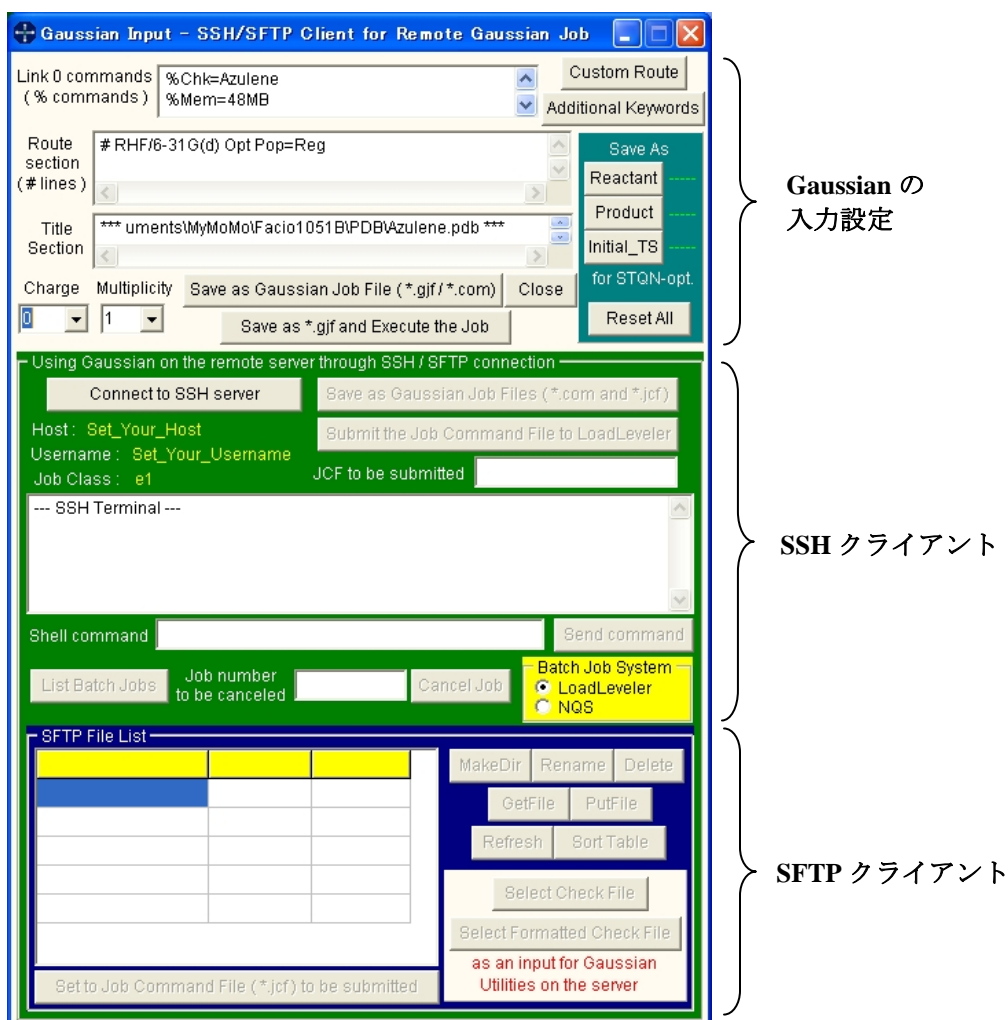 Gaussian Input - SSH/SFTP Client for Remote Gaussian Job
Link 0 commands
( % commands )
%Chk=Azulene
%Mem=48MB
Custom Route
Additional Keywords
Route
section
(# lines )
# RHF/6-31G(d) Opt Pop=Reg
Title
Section
*** uments\MyMoMo\Facio1051B\PDB\Azulene.pdb ***
Save As
Reactant -----
Product -----
Initial_TS -----
for STQN-opt.
Reset All
Charge
Multiplicity
0
1
Save as Gaussian Job File (*.gjf / *.com)
Close
Save as *.gjf and Execute the Job
Gaussian の
入力設定
Using Gaussian on the remote server through SSH / SFTP connection
Connect to SSH server
Save as Gaussian Job Files (*.com and *.jcf)
Host : Set_Your_Host
Submit the Job Command File to LoadLeveler
Username : Set_Your_Username
Job Class : e1
JCF to be submitted
--- SSH Terminal ---
Shell command
Send command
List Batch Jobs
Job number
to be canceled
Cancel Job
Batch Job System
LoadLeveler
NQS
SSH クライアント
SFTP File List
MakeDir
Rename
Delete
GetFile
PutFile
Refresh
Sort Table
Select Check File
Select Formatted Check File
as an input for Gaussian
Utilities on the server
Set to Job Command File (*.jcf) to be submitted
SFTP クライアント